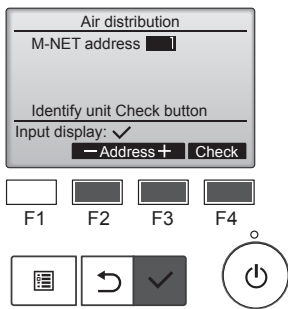 Air distribution
M-NET address 1
Identify unit Check button
Input display: ✓
− Address + Check
F1 F2 F3 F4